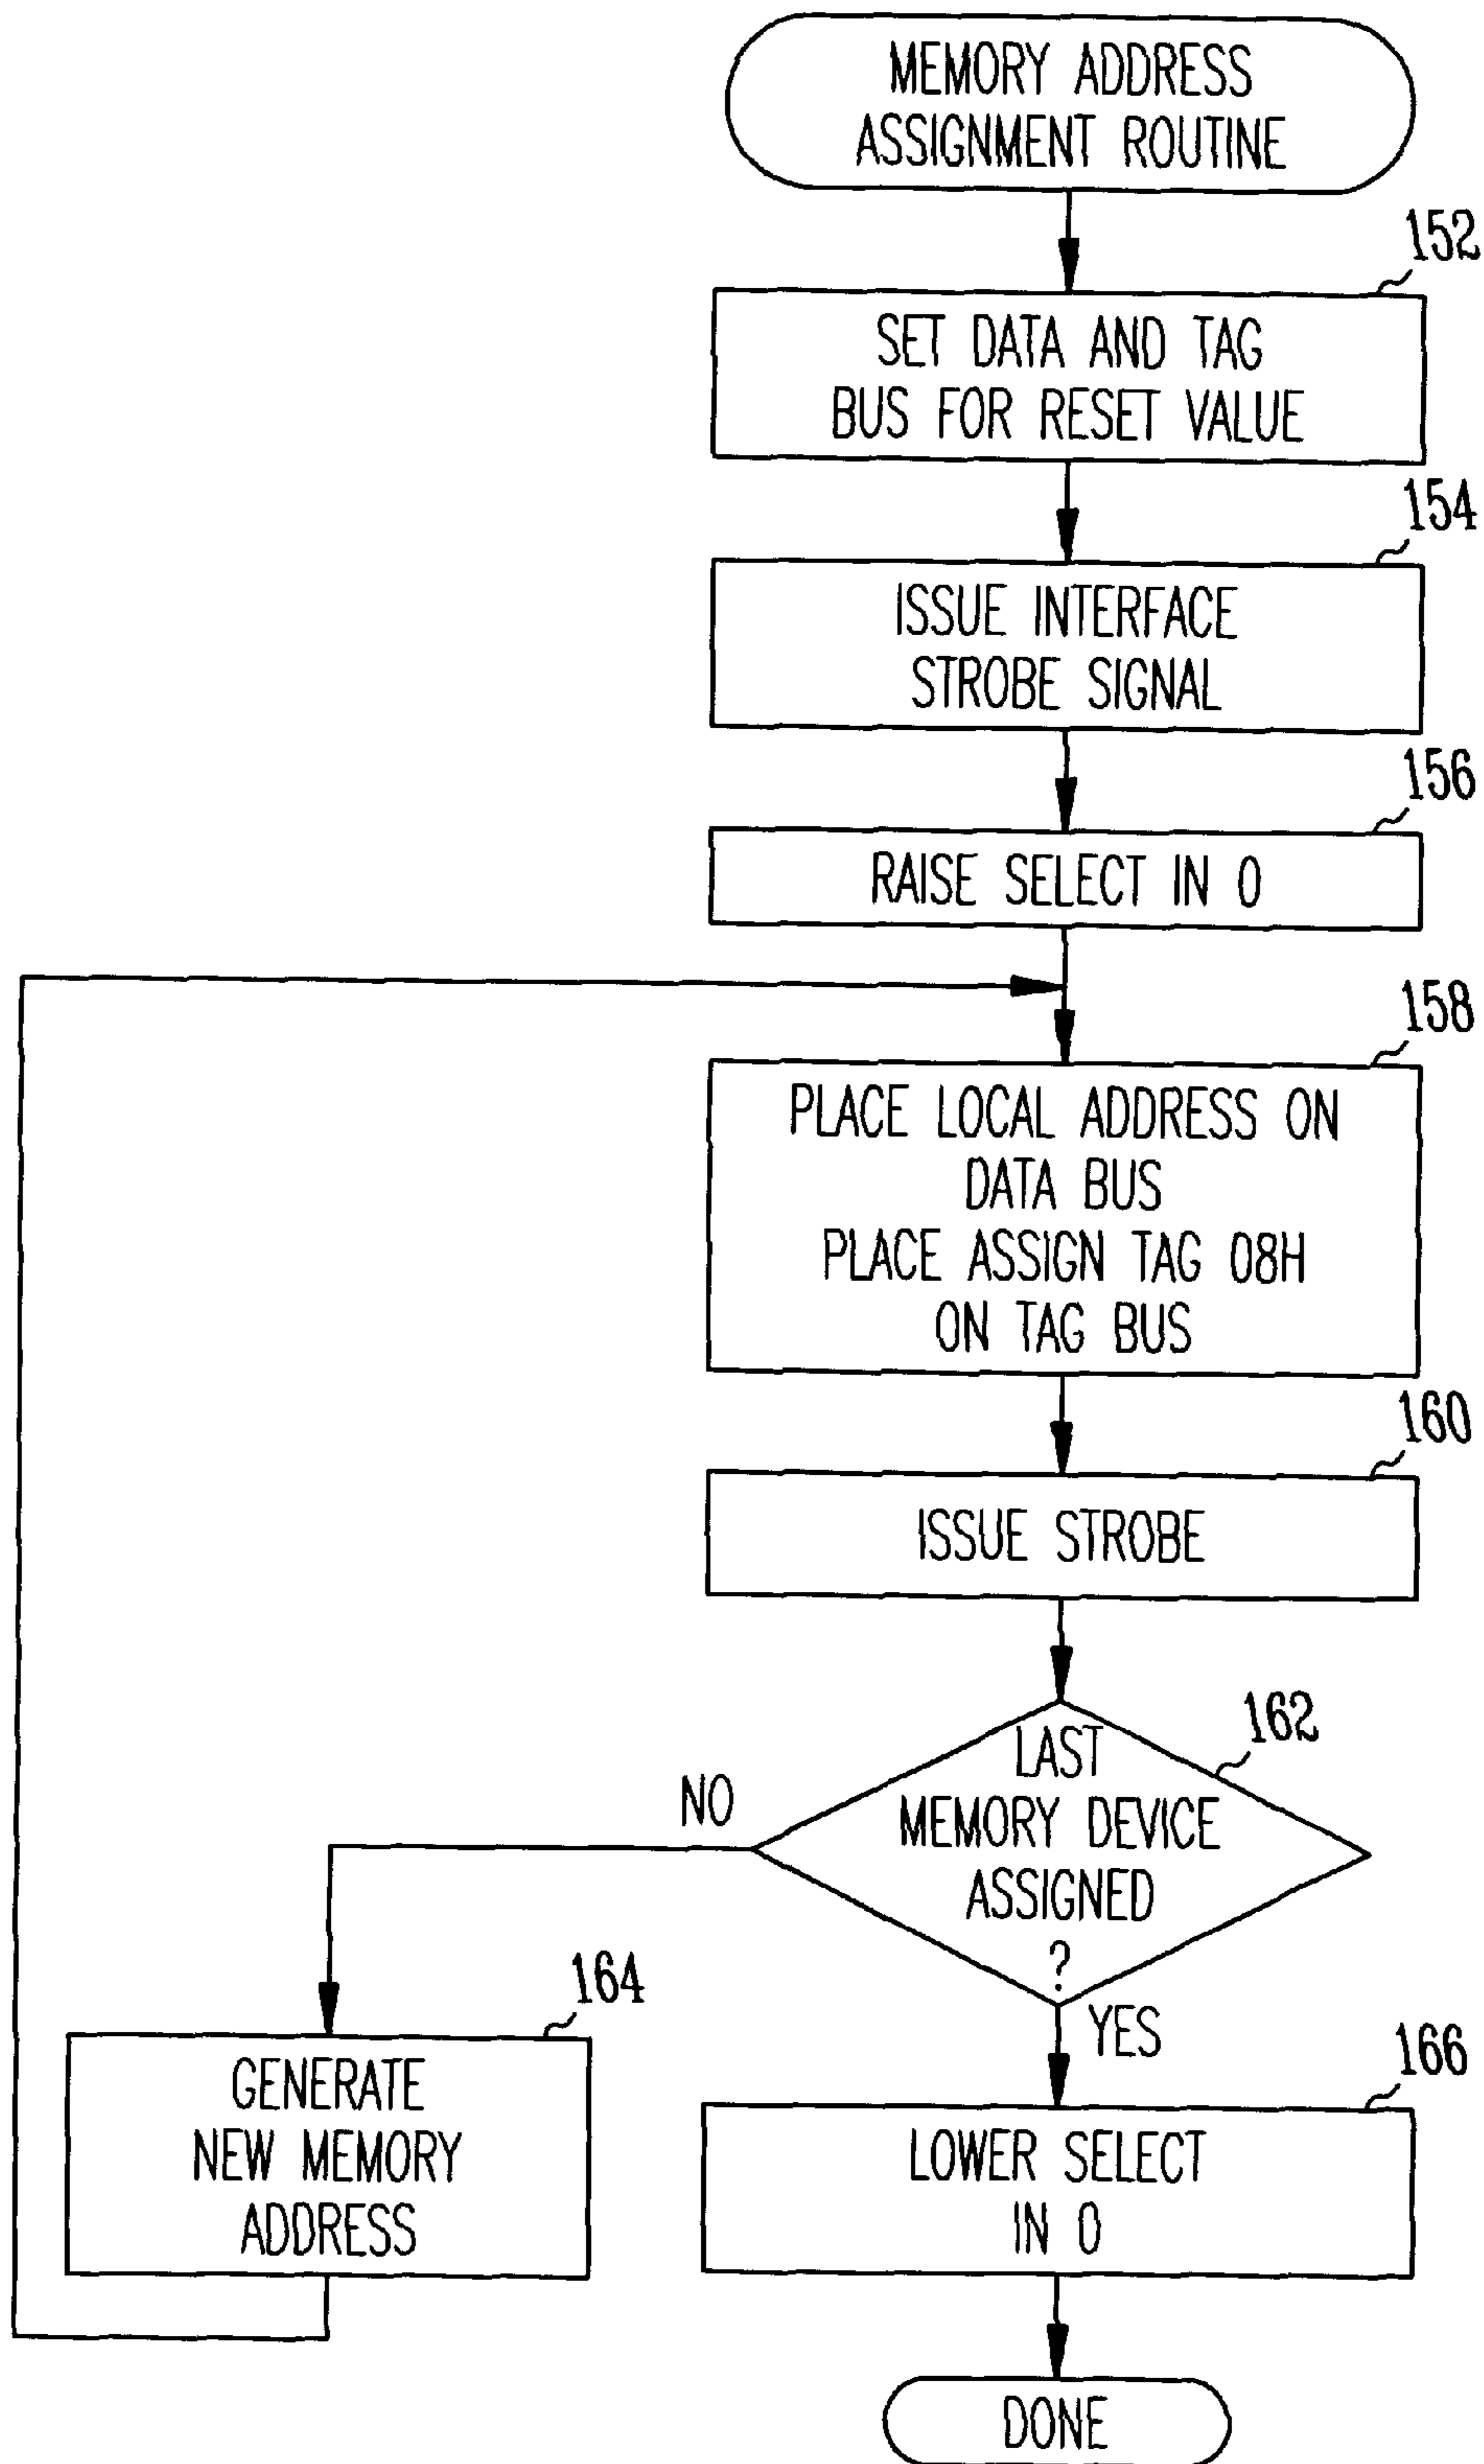 MEMORY ADDRESS
ASSIGNMENT ROUTINE
152
SET DATA AND TAG
BUS FOR RESET VALUE
154
ISSUE INTERFACE
STROBE SIGNAL
156
RAISE SELECT IN 0
158
PLACE LOCAL ADDRESS ON
DATA BUS
PLACE ASSIGN TAG 08H
ON TAG BUS
160
ISSUE STROBE
162
LAST
MEMORY DEVICE
ASSIGNED
?
NO
YES
164
GENERATE
NEW MEMORY
ADDRESS
166
LOWER SELECT
IN 0
DONE